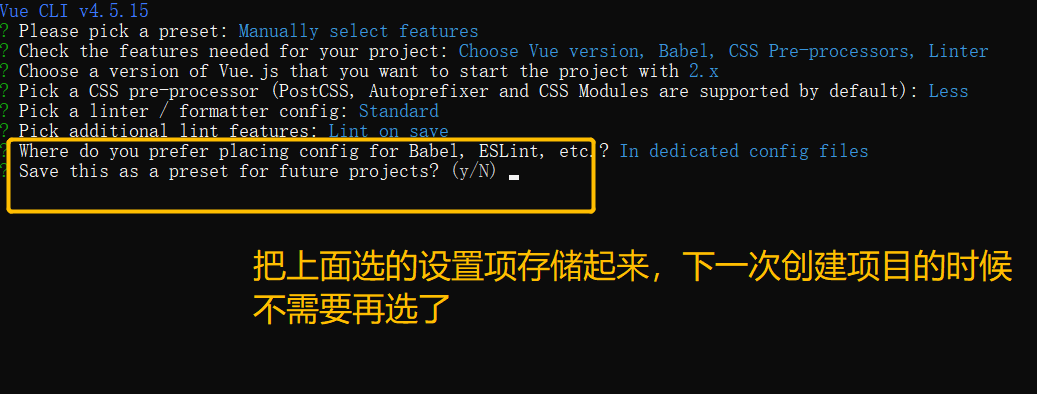 Vue CLI v4.5.15
? Please pick a preset: Manually select features
? Check the features needed for your project: Choose Vue version, Babel, CSS Pre-processors, Linter
? Choose a version of Vue.js that you want to start the project with 2.x
? Pick a CSS pre-processor (PostCSS, Autoprefixer and CSS Modules are supported by default): Less
? Pick a linter / formatter config: Standard
? Pick additional lint features: Lint on save
? Where do you prefer placing config for Babel, ESLint, etc.? In dedicated config files
? Save this as a preset for future projects? (y/N)
把上面选的设置项存储起来，下一次创建项目的时候
不需要再选了